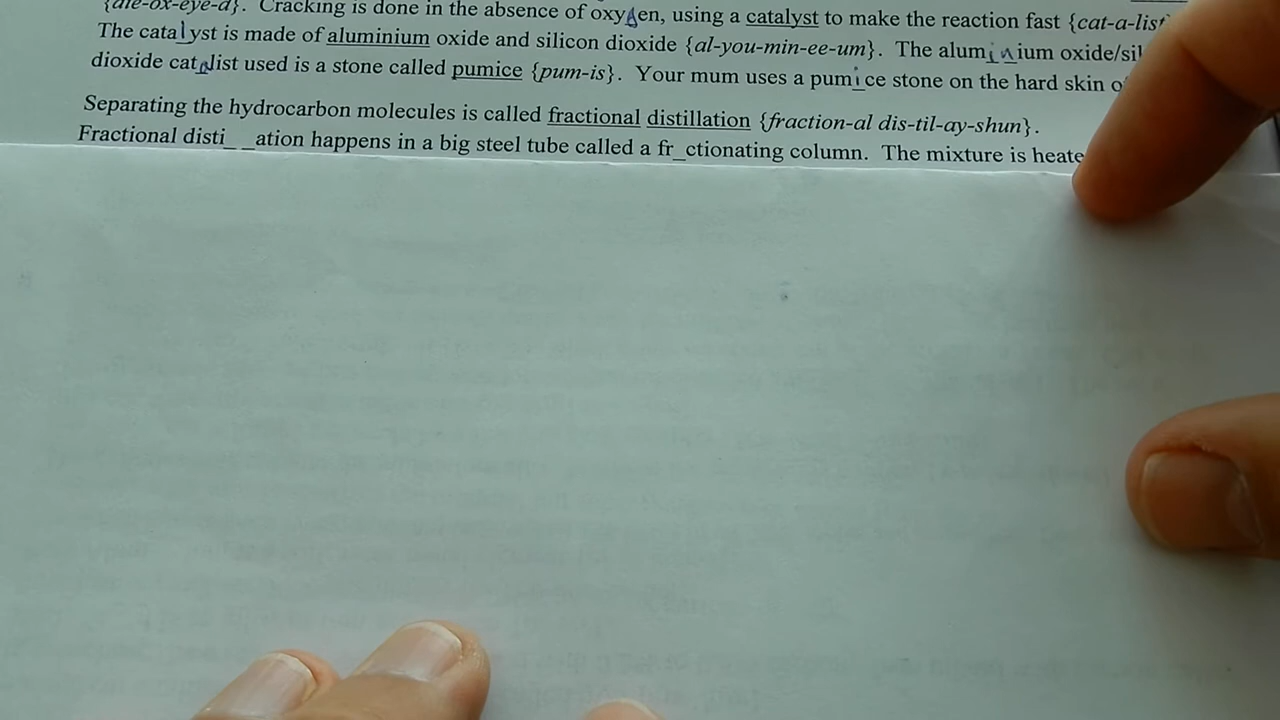 {die-ox-eye-d}. Cracking is done in the absence of oxygen, using a catalyst to make the reaction fast {cat-a-list}
The catalyst is made of aluminium oxide and silicon dioxide {al-you-min-ee-um}. The aluminium oxide/sil
dioxide catalist used is a stone called pumice {pum-is}. Your mum uses a pumice stone on the hard skin o
Separating the hydrocarbon molecules is called fractional distillation {fraction-al dis-til-ay-shun}.
Fractional disti_ _ation happens in a big steel tube called a fr_ctionating column. The mixture is heate